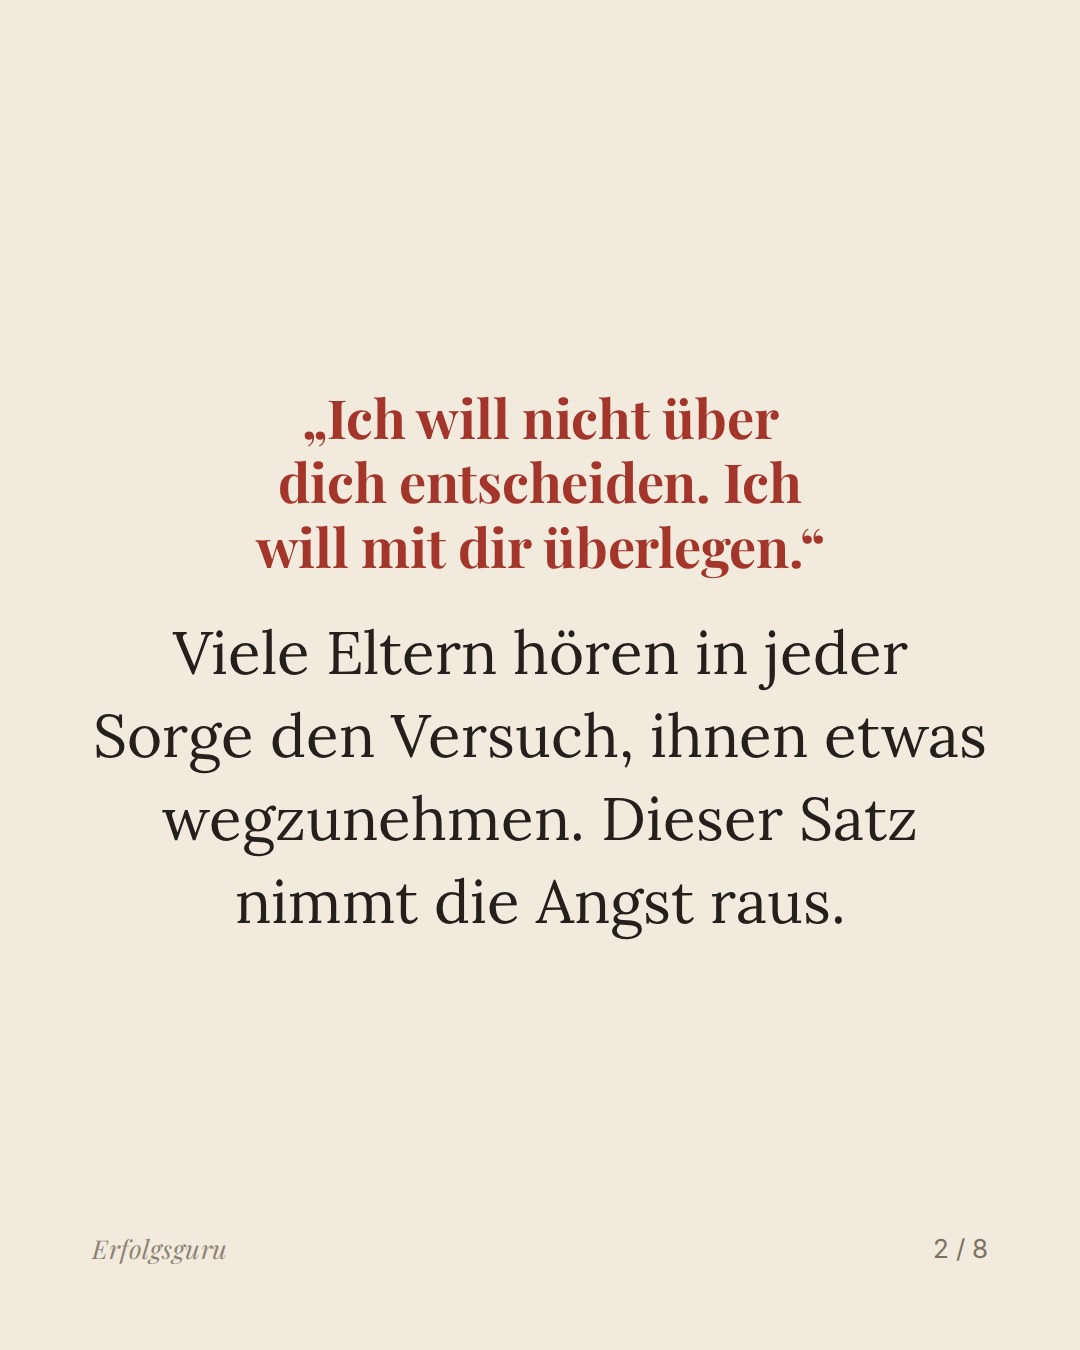 „Ich will nicht über
dich entscheiden. Ich
will mit dir überlegen.“
Viele Eltern hören in jeder
Sorge den Versuch, ihnen etwas
wegzunehmen. Dieser Satz
nimmt die Angst raus.
Erfolgsguru
2 / 8